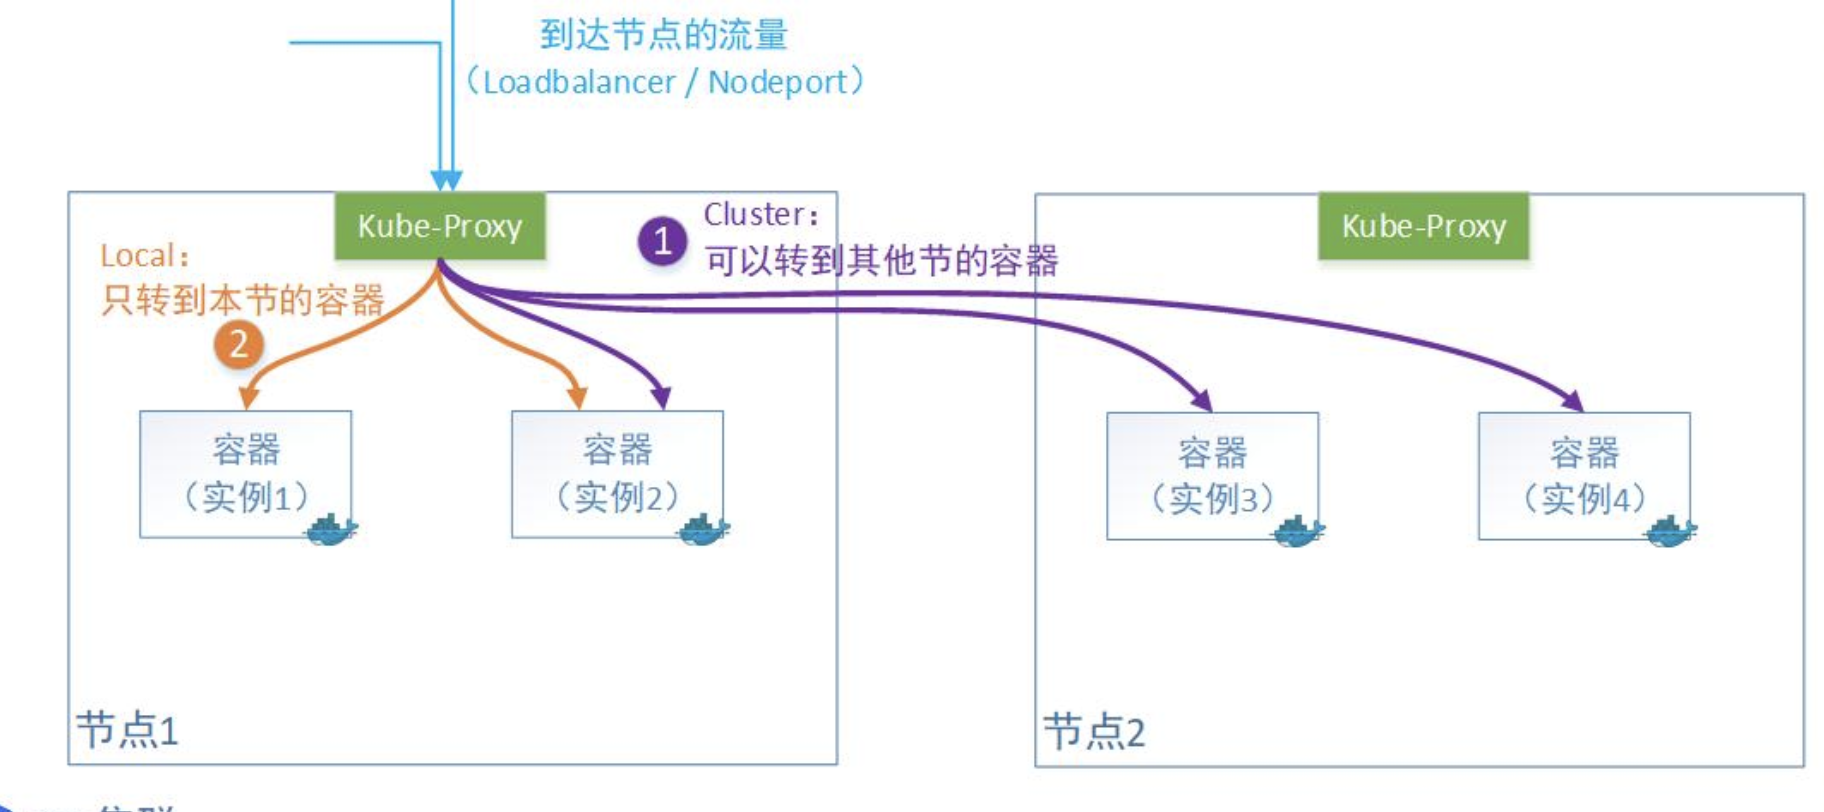 到达节点的流量
（Loadbalancer / Nodeport）
Kube-Proxy
Local：
只转到本节的容器
2
1
Cluster：
可以转到其他节的容器
Kube-Proxy
容器
（实例1）
容器
（实例2）
容器
（实例3）
容器
（实例4）
节点1
节点2